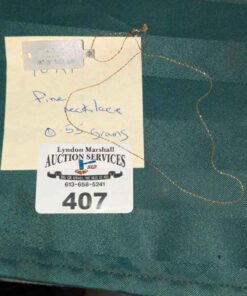 10 KT
Fine
necklace
0.55 grams
Lyndon Marshall
AUCTION SERVICES
613-658-5241
407